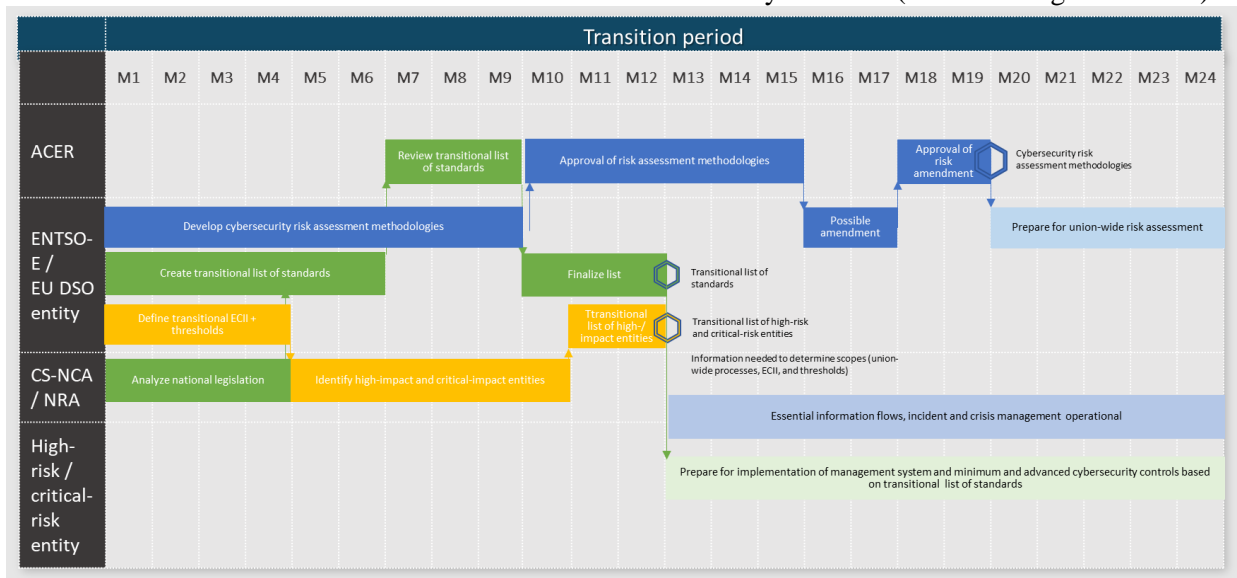 Transition period
M1 M2 M3 M4 M5 M6 M7 M8 M9 M10 M11 M12 M13 M14 M15 M16 M17 M18 M19 M20 M21 M22 M23 M24
ACER
Review transitional list
of standards
Approval of risk assessment methodologies
Approval of
risk
amendment
Cybersecurity risk
assessment methodologies
ENTSO-
E /
EU DSO
entity
Develop cybersecurity risk assessment methodologies
Possible
amendment
Prepare for union-wide risk assessment
Create transitional list of standards
Finalize list
Transitional list of
standards
Define transitional ECII +
thresholds
Ttransitional
list of high-/
impact entities
Transitional list of high-risk
and critical-risk entities
CS-NCA
/ NRA
Analyze national legislation
Identify high-impact and critical-impact entities
Information needed to determine scopes (union-
wide processes, ECII, and thresholds)
Essential information flows, incident and crisis management operational
High-
risk /
critical-
risk
entity
Prepare for implementation of management system and minimum and advanced cybersecurity controls based
on transitional list of standards